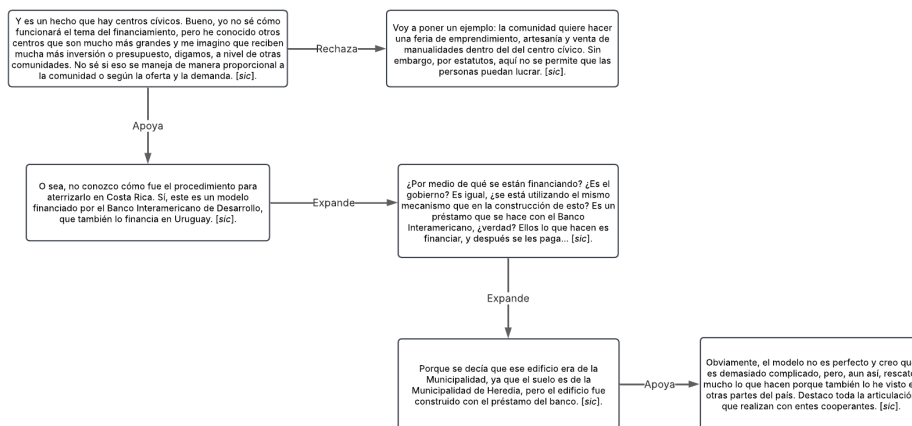 Y es un hecho que hay centros cívicos. Bueno, yo no sé cómo
funcionará el tema del financiamiento, pero he conocido otros
centros que son mucho más grandes y me imagino que reciben
mucha más inversión o presupuesto, digamos, a nivel de otras
comunidades. No sé si eso se maneja de manera proporcional a
la comunidad o según la oferta y la demanda. [sic].
Rechaza
Voy a poner un ejemplo: la comunidad quiere hacer
una feria de emprendimiento, artesanía y venta de
manualidades dentro del del centro cívico. Sin
embargo, por estatutos, aquí no se permite que las
personas puedan lucrar. [sic].
Apoya
O sea, no conozco cómo fue el procedimiento para
aterrizarlo en Costa Rica. Sí, este es un modelo
financiado por el Banco Interamericano de Desarrollo,
que también lo financia en Uruguay. [sic].
Expande
¿Por medio de qué se están financiando? ¿Es el
gobierno? Es igual, ¿se está utilizando el mismo
mecanismo que en la construcción de esto? Es un
préstamo que se hace con el Banco
Interamericano, ¿verdad? Ellos lo que hacen es
financiar, y después se les paga... [sic].
Expande
Porque se decía que ese edificio era de la
Municipalidad, ya que el suelo es de la
Municipalidad de Heredia, pero el edificio fue
construido con el préstamo del banco. [sic].
Apoya
Obviamente, el modelo no es perfecto y creo que
es demasiado complicado, pero, aun así, rescato
mucho lo que hacen porque también lo he visto e
otras partes del país. Destaco toda la articulació
que realizan con entes cooperantes. [sic].